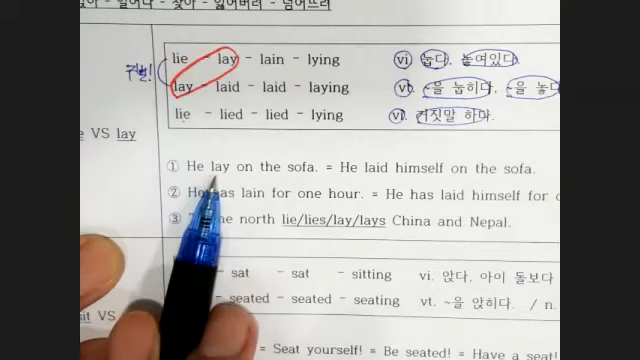 일어나 - 찾아 - 잃어버려 - 넘어뜨려
lie - lay - lain - lying vi 눕다, 놓여있다
구별!
lay - laid - laid - laying vt ~을 눕히다, ~을 놓다
lie - lied - lied - lying vi 거짓말 하다.
VS lay
① He lay on the sofa. = He laid himself on the sofa.
② He has lain for one hour. = He has laid himself for
③ the north lie/lies/lay/lays China and Nepal.
- sat - sat - sitting vi. 앉다, 아이 돌보다
- seated - seated - seating vt. ~을 앉히다. / n.
VS
= Seat yourself! = Be seated! = Have a seat!